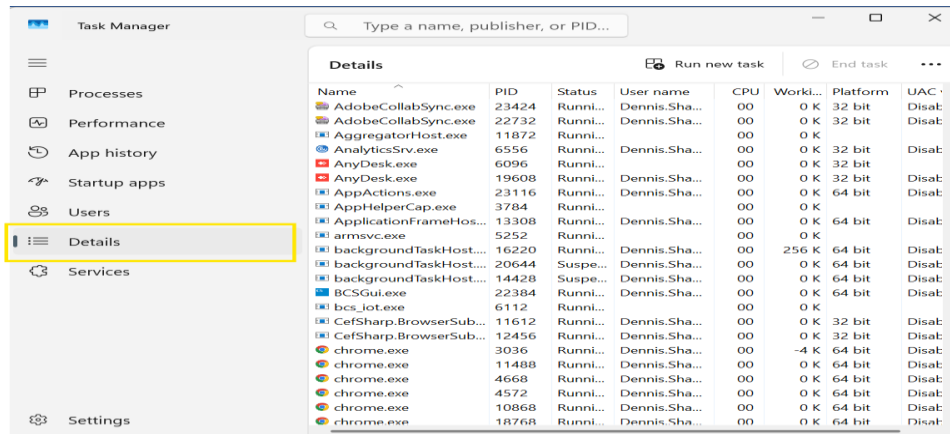 Task Manager
Type a name, publisher, or PID...
Details Run new task End task
Processes
Performance
App history
Startup apps
Users
Details
Services
Settings
Name PID Status User name CPU Worki... Platform UAC
AdobeCollabSync.exe 23424 Runni... Dennis.Sha... 00 0 K 32 bit Disab
AdobeCollabSync.exe 22732 Runni... Dennis.Sha... 00 0 K 32 bit Disab
AggregatorHost.exe 11872 Runni... 00 0 K
AnalyticsSrv.exe 6556 Runni... Dennis.Sha... 00 0 K 32 bit Disab
AnyDesk.exe 6096 Runni... 00 0 K 32 bit
AnyDesk.exe 19608 Runni... Dennis.Sha... 00 0 K 32 bit Disab
AppActions.exe 23116 Runni... Dennis.Sha... 00 0 K 64 bit Disab
AppHelperCap.exe 3784 Runni... 00 0 K
ApplicationFrameHos... 13308 Runni... Dennis.Sha... 00 0 K 64 bit Disab
armsvc.exe 5252 Runni... 00 0 K
backgroundTaskHost.... 16220 Runni... Dennis.Sha... 00 256 K 64 bit Disab
backgroundTaskHost.... 20644 Suspe... Dennis.Sha... 00 0 K 64 bit Disab
backgroundTaskHost.... 14428 Suspe... Dennis.Sha... 00 0 K 64 bit Disab
BCSGui.exe 22384 Runni... Dennis.Sha... 00 0 K 64 bit Disab
bcs_iot.exe 6112 Runni... 00 0 K
CefSharp.BrowserSub... 11612 Runni... Dennis.Sha... 00 0 K 32 bit Disab
CefSharp.BrowserSub... 12456 Runni... Dennis.Sha... 00 0 K 32 bit Disab
chrome.exe 3036 Runni... Dennis.Sha... 00 -4 K 64 bit Disab
chrome.exe 11488 Runni... Dennis.Sha... 00 0 K 64 bit Disab
chrome.exe 4668 Runni... Dennis.Sha... 00 0 K 64 bit Disab
chrome.exe 4572 Runni... Dennis.Sha... 00 0 K 64 bit Disab
chrome.exe 10868 Runni... Dennis.Sha... 00 0 K 64 bit Disab
chrome.exe 18768 Runni... Dennis.Sha... 00 0 K 64 bit Disab